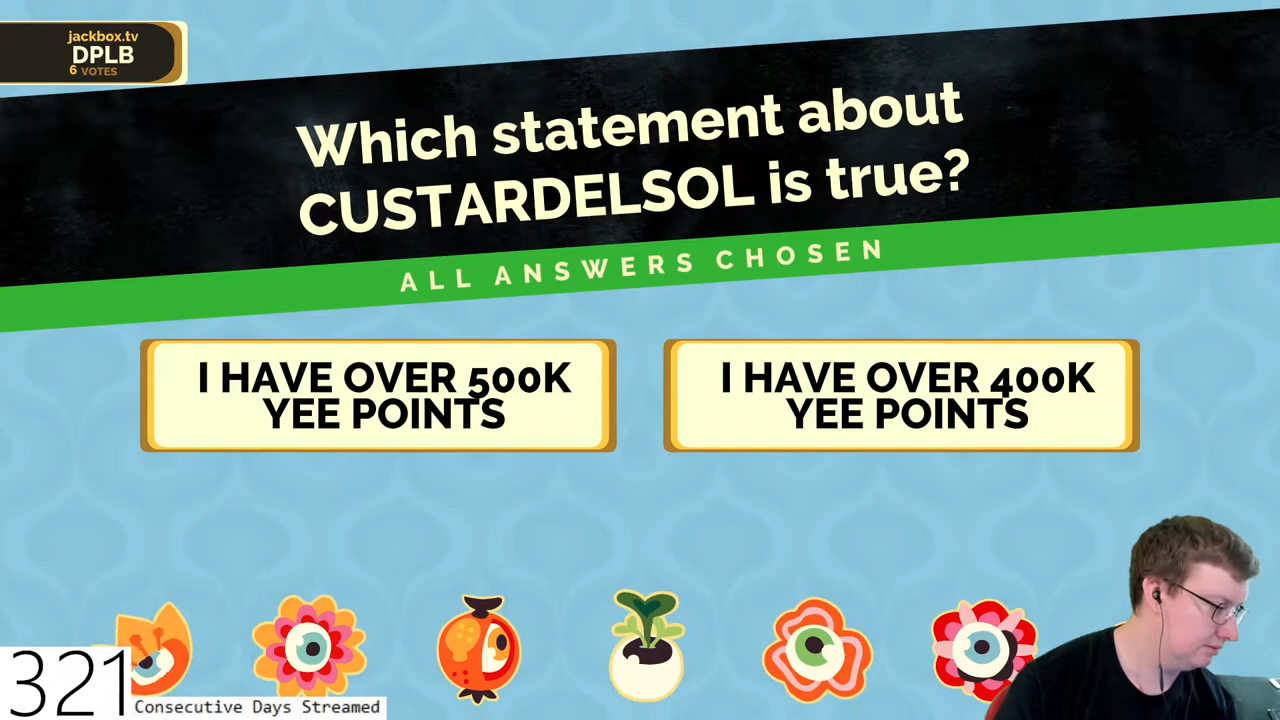 jackbox.tv
DPLB
6 VOTES
Which statement about
CUSTARDELSOL is true?
ALL ANSWERS CHOSEN
I HAVE OVER 500K
YEE POINTS
I HAVE OVER 400K
YEE POINTS
321
Consecutive Days Streamed